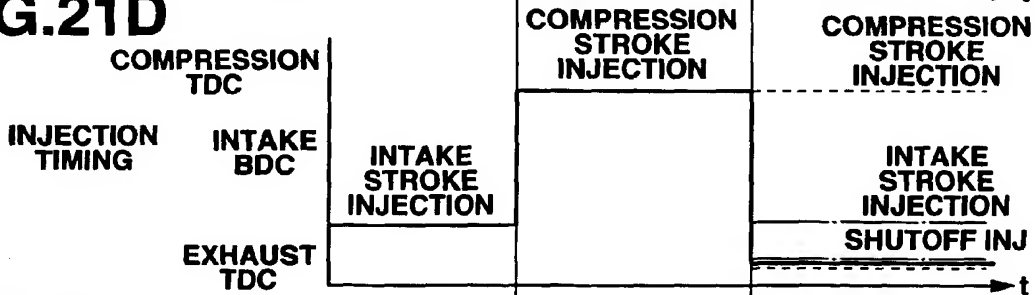 G.21D
COMPRESSION
TDC
INJECTION
TIMING
INTAKE
BDC
EXHAUST
TDC
INTAKE
STROKE
INJECTION
COMPRESSION
STROKE
INJECTION
COMPRESSION
STROKE
INJECTION
INTAKE
STROKE
INJECTION
SHUTOFF INJ
t